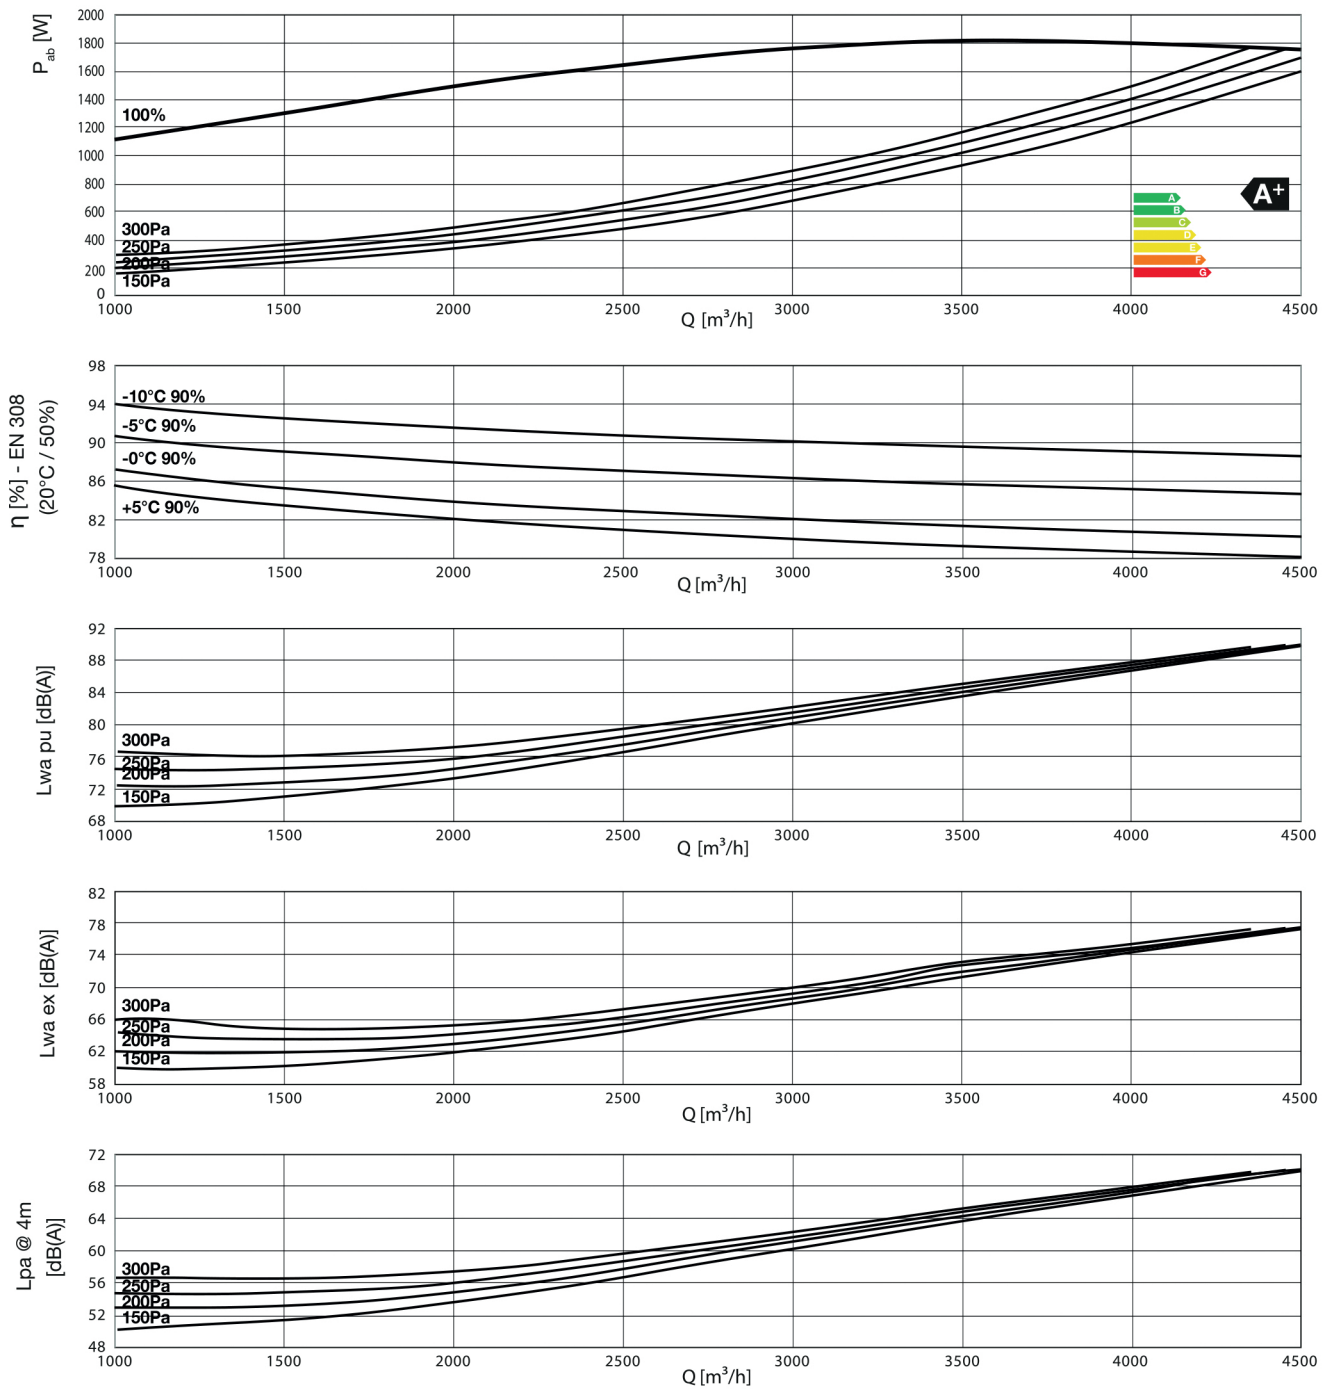 P ab [W]
2000
1800
1600
1400
1200
1000
800
600
400
200
0
100%
300Pa
250Pa
200Pa
150Pa
A+
A
B
C
D
E
F
G
1000 1500 2000 2500 3000 3500 4000 4500
Q [m³/h]
η [%] - EN 308
(20°C / 50%)
98
94
90
86
82
78
-10°C 90%
-5°C 90%
-0°C 90%
+5°C 90%
1000 1500 2000 2500 3000 3500 4000 4500
Q [m³/h]
Lwa pu [dB(A)]
92
88
84
80
76
72
68
300Pa
250Pa
200Pa
150Pa
1000 1500 2000 2500 3000 3500 4000 4500
Q [m³/h]
Lwa ex [dB(A)]
82
78
74
70
66
62
58
300Pa
250Pa
200Pa
150Pa
1000 1500 2000 2500 3000 3500 4000 4500
Q [m³/h]
Lpa @ 4m
[dB(A)]
72
68
64
60
56
52
48
300Pa
250Pa
200Pa
150Pa
1000 1500 2000 2500 3000 3500 4000 4500
Q [m³/h]